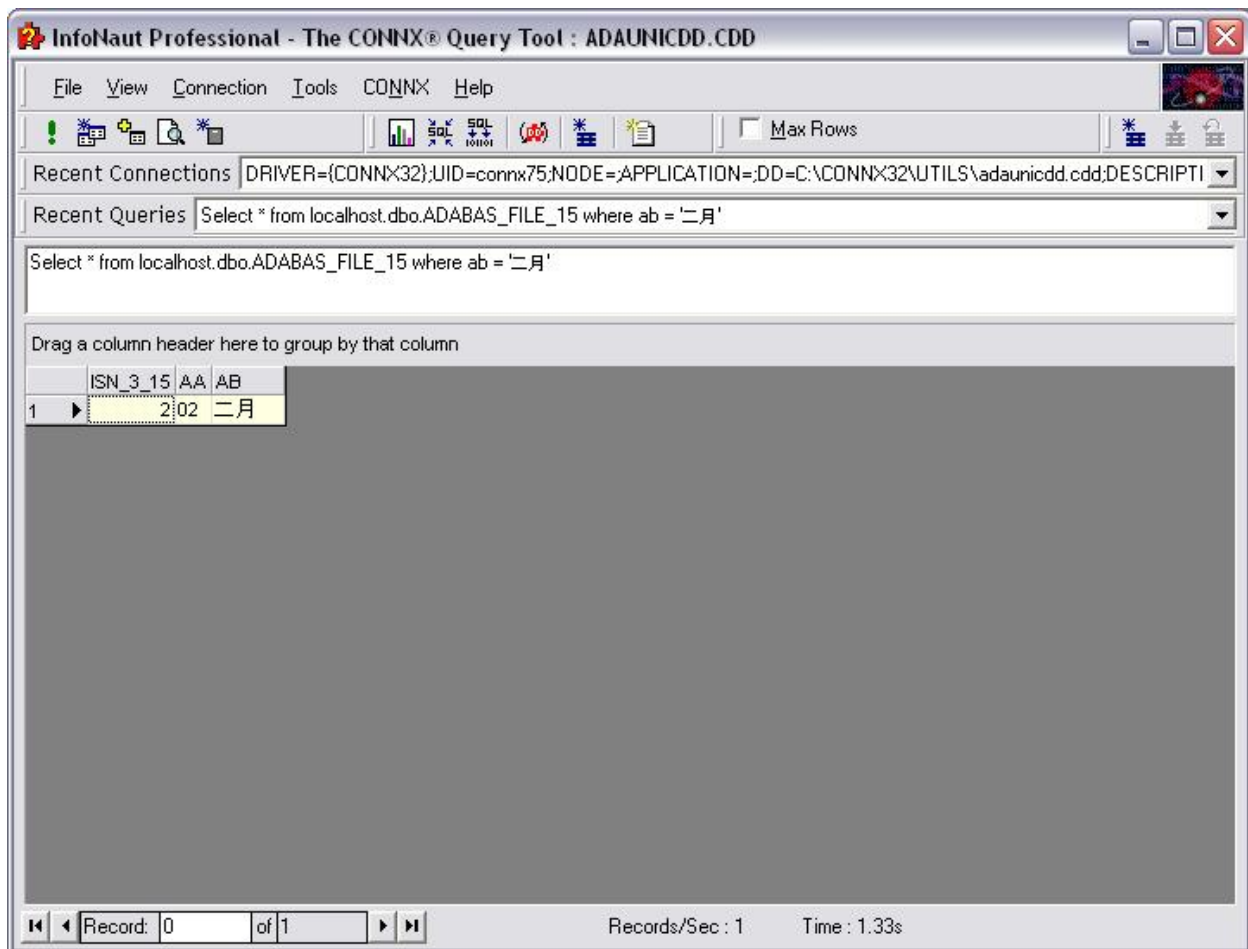 InfoNaut Professional - The CONNX® Query Tool : ADAUNICDD.CDD
File View Connection Tools CONNX Help
Max Rows
Recent Connections DRIVER={CONNX32};UID=connx75;NODE=;APPLICATION=;DD=C:\CONNX32\UTILS\adaunicdd.cdd;DESCRIPTI
Recent Queries Select * from localhost.dbo.ADABAS_FILE_15 where ab = '二月'
Select * from localhost.dbo.ADABAS_FILE_15 where ab = '二月'
Drag a column header here to group by that column
ISN_3_15 AA AB
1 2 02 二月
Record: 0 of 1 Records/Sec : 1 Time : 1.33s